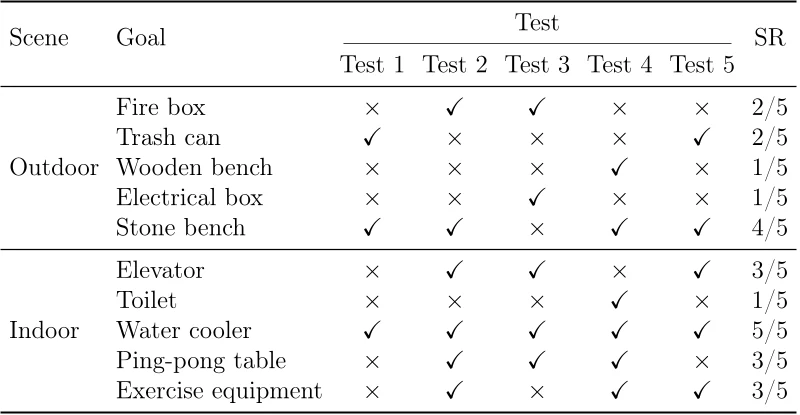 Scene Goal Test SR
Test 1 Test 2 Test 3 Test 4 Test 5
Fire box × ✓ ✓ × × 2/5
Trash can ✓ × × × ✓ 2/5
Outdoor Wooden bench × × × ✓ × 1/5
Electrical box × × ✓ × × 1/5
Stone bench ✓ ✓ × ✓ ✓ 4/5
Elevator × ✓ ✓ × ✓ 3/5
Toilet × × × ✓ × 1/5
Indoor Water cooler ✓ ✓ ✓ ✓ ✓ 5/5
Ping-pong table × ✓ ✓ ✓ × 3/5
Exercise equipment × ✓ × ✓ ✓ 3/5